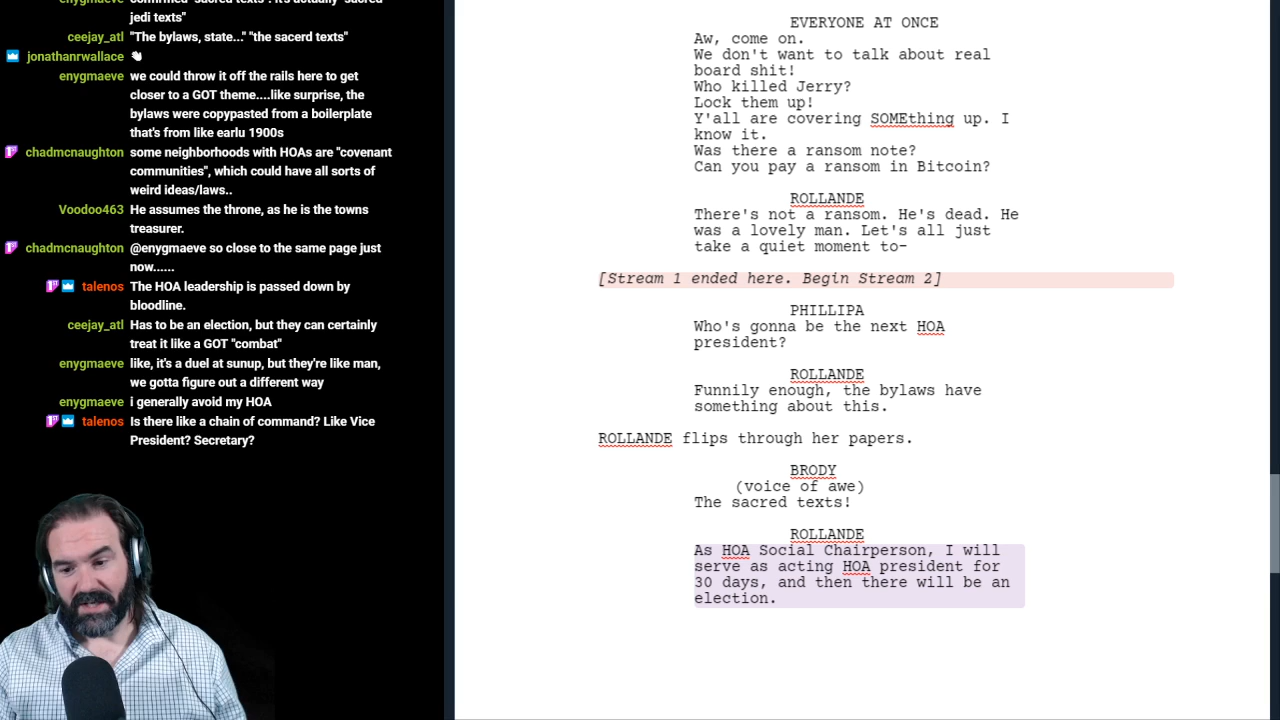 enygmaeve confirmed "sacred texts". it's actually "sacred
jedi texts"
ceejay_atl "The bylaws, state..." "the sacerd texts"
jonathanrwallace 👋
enygmaeve we could throw it off the rails here to get
closer to a GOT theme....like surprise, the
bylaws were copypasted from a boilerplate
that's from like earlu 1900s
chadmcnaughton some neighborhoods with HOAs are "covenant
communities", which could have all sorts of
weird ideas/laws..
Voodoo463 He assumes the throne, as he is the towns
treasurer.
chadmcnaughton @enygmaeve so close to the same page just
now......
talenos The HOA leadership is passed down by
bloodline.
ceejay_atl Has to be an election, but they can certainly
treat it like a GOT "combat"
enygmaeve like, it's a duel at sunup, but they're like man,
we gotta figure out a different way
enygmaeve i generally avoid my HOA
talenos Is there like a chain of command? Like Vice
President? Secretary?
EVERYONE AT ONCE
Aw, come on.
We don't want to talk about real
board shit!
Who killed Jerry?
Lock them up!
Y'all are covering SOMEthing up. I
know it.
Was there a ransom note?
Can you pay a ransom in Bitcoin?
ROLLANDE
There's not a ransom. He's dead. He
was a lovely man. Let's all just
take a quiet moment to-
[Stream 1 ended here. Begin Stream 2]
PHILLIPA
Who's gonna be the next HOA
president?
ROLLANDE
Funnily enough, the bylaws have
something about this.
ROLLANDE flips through her papers.
BRODY
(voice of awe)
The sacred texts!
ROLLANDE
As HOA Social Chairperson, I will
serve as acting HOA president for
30 days, and then there will be an
election.